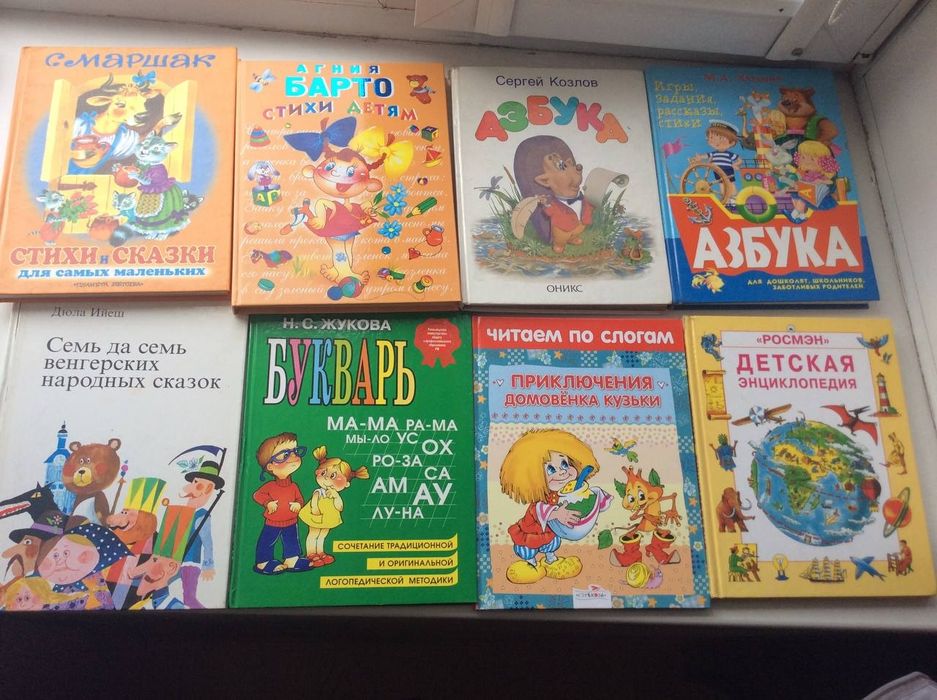 С МАРШАК
СТИХИ и СКАЗКИ
для самых маленьких
АГНИЯ
БАРТО
СТИХИ ДЕТЯМ
Сергей Козлов
АЗБУКА
ОНИКС
Игры, задания,
рассказы,
стихи
АЗБУКА
ДЛЯ ДОШКОЛЯТ, ШКОЛЬНИКОВ,
ЗАБОТЛИВЫХ РОДИТЕЛЕЙ
Дюла Ийеш
Семь да семь
венгерских
народных сказок
Н. С. ЖУКОВА
БУКВАРЬ
МА-МА РА-МА
МЫ-ЛО УС ОХ
РО-ЗА СА
АМ АУ
ЛУ-НА
СОЧЕТАНИЕ ТРАДИЦИОННОЙ
И ОРИГИНАЛЬНОЙ
ЛОГОПЕДИЧЕСКОЙ МЕТОДИКИ
ЧИТАЕМ ПО СЛОГАМ
ПРИКЛЮЧЕНИЯ
ДОМОВЁНКА КУЗЬКИ
«РОСМЭН»
ДЕТСКАЯ
ЭНЦИКЛОПЕДИЯ